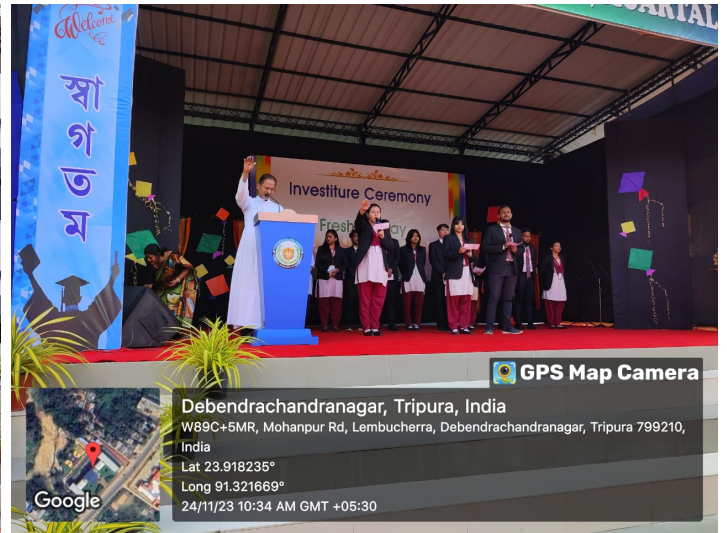 Welcome
স্বা
গ
ত
ম
Investiture Ceremony
GPS Map Camera
Debendrachandranagar, Tripura, India
W89C+5MR, Mohanpur Rd, Lembucherra, Debendrachandranagar, Tripura 799210,
India
Lat 23.918235°
Long 91.321669°
24/11/23 10:34 AM GMT +05:30
Google